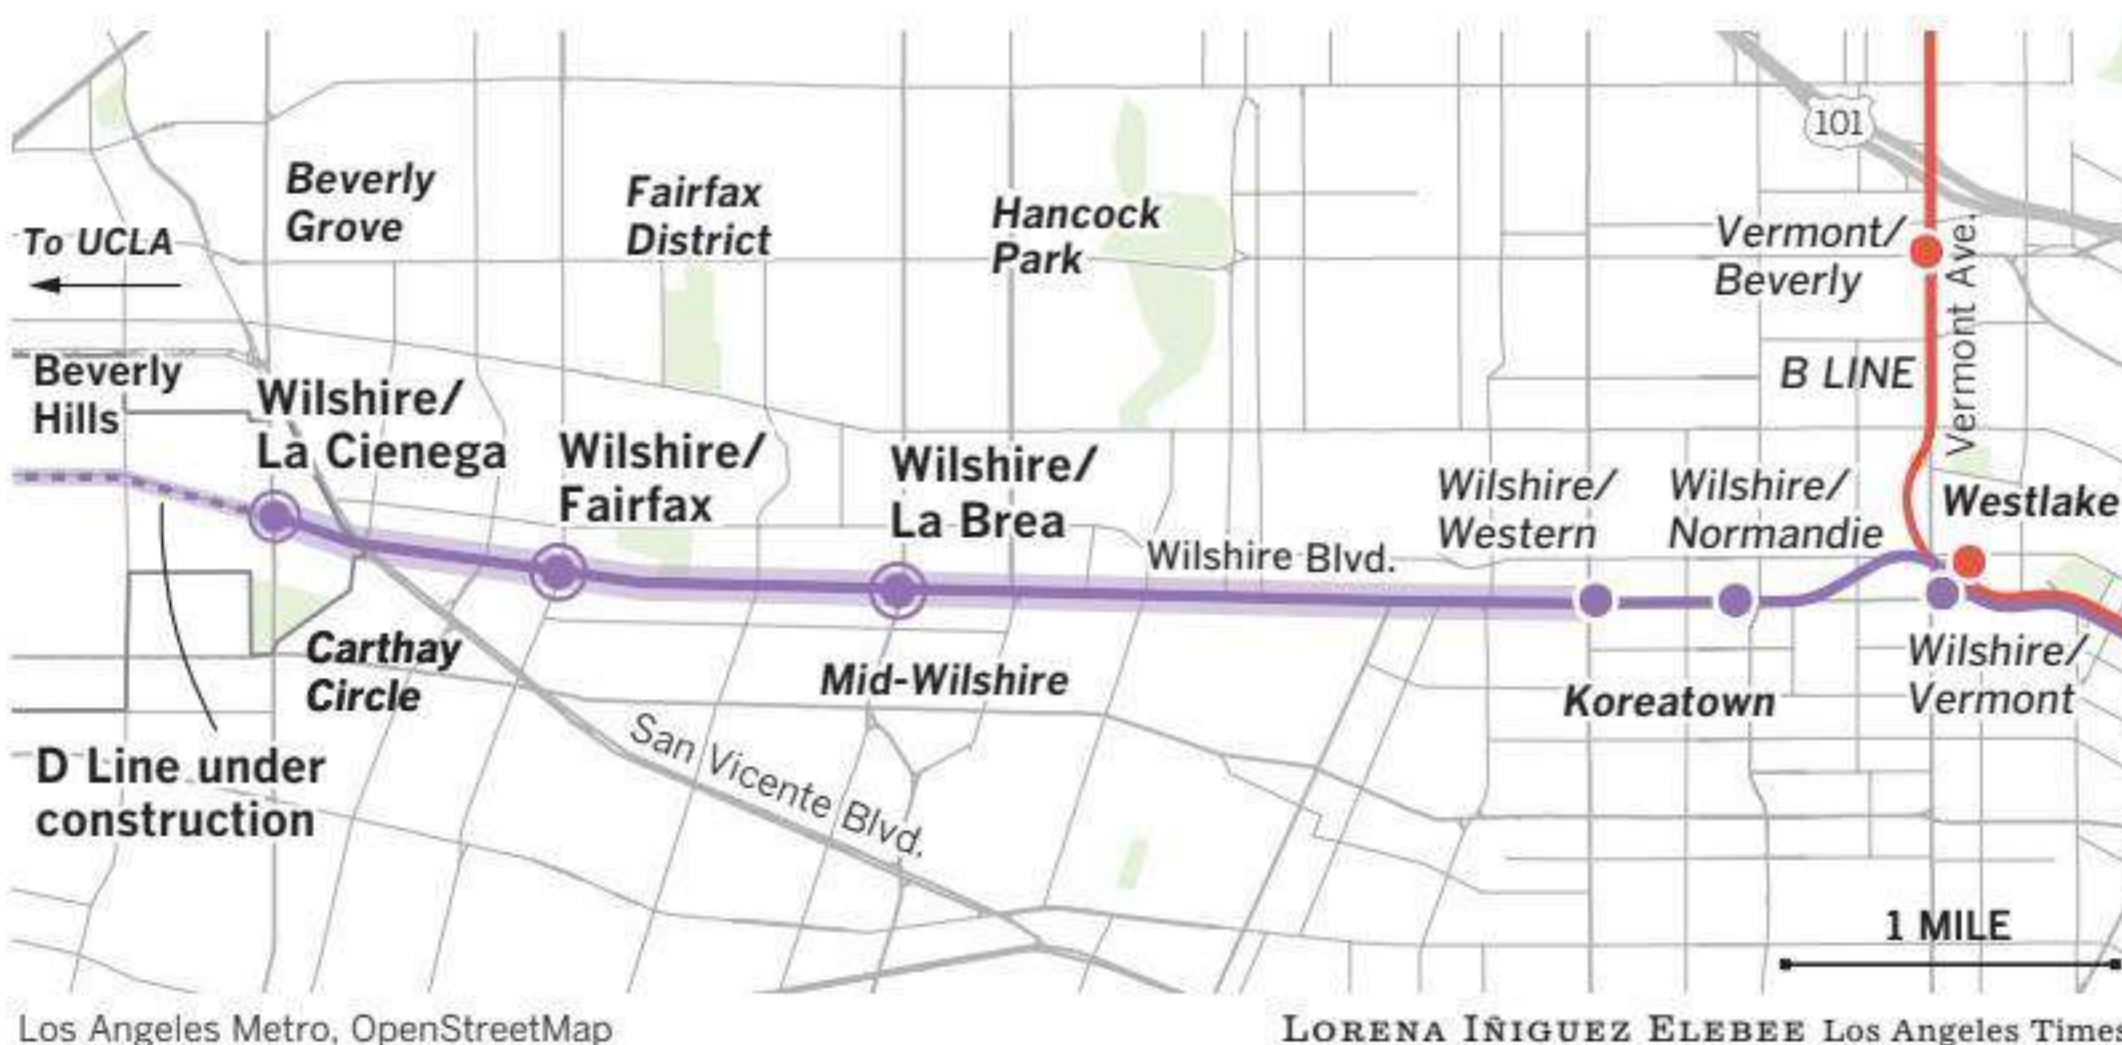 101
Beverly
Grove
Fairfax
District
Hancock
Park
To UCLA
Vermont/
Beverly
Vermont Ave.
B LINE
Beverly
Hills
Wilshire/
La Cienega
Wilshire/
Fairfax
Wilshire/
La Brea
Wilshire Blvd.
Wilshire/
Western
Wilshire/
Normandie
Westlake
Carthay
Circle
Mid-Wilshire
Koreatown
Wilshire/
Vermont
San Vicente Blvd.
D Line under
construction
1 MILE
Los Angeles Metro, OpenStreetMap
LORENA IÑIGUEZ ELEBEE Los Angeles Times